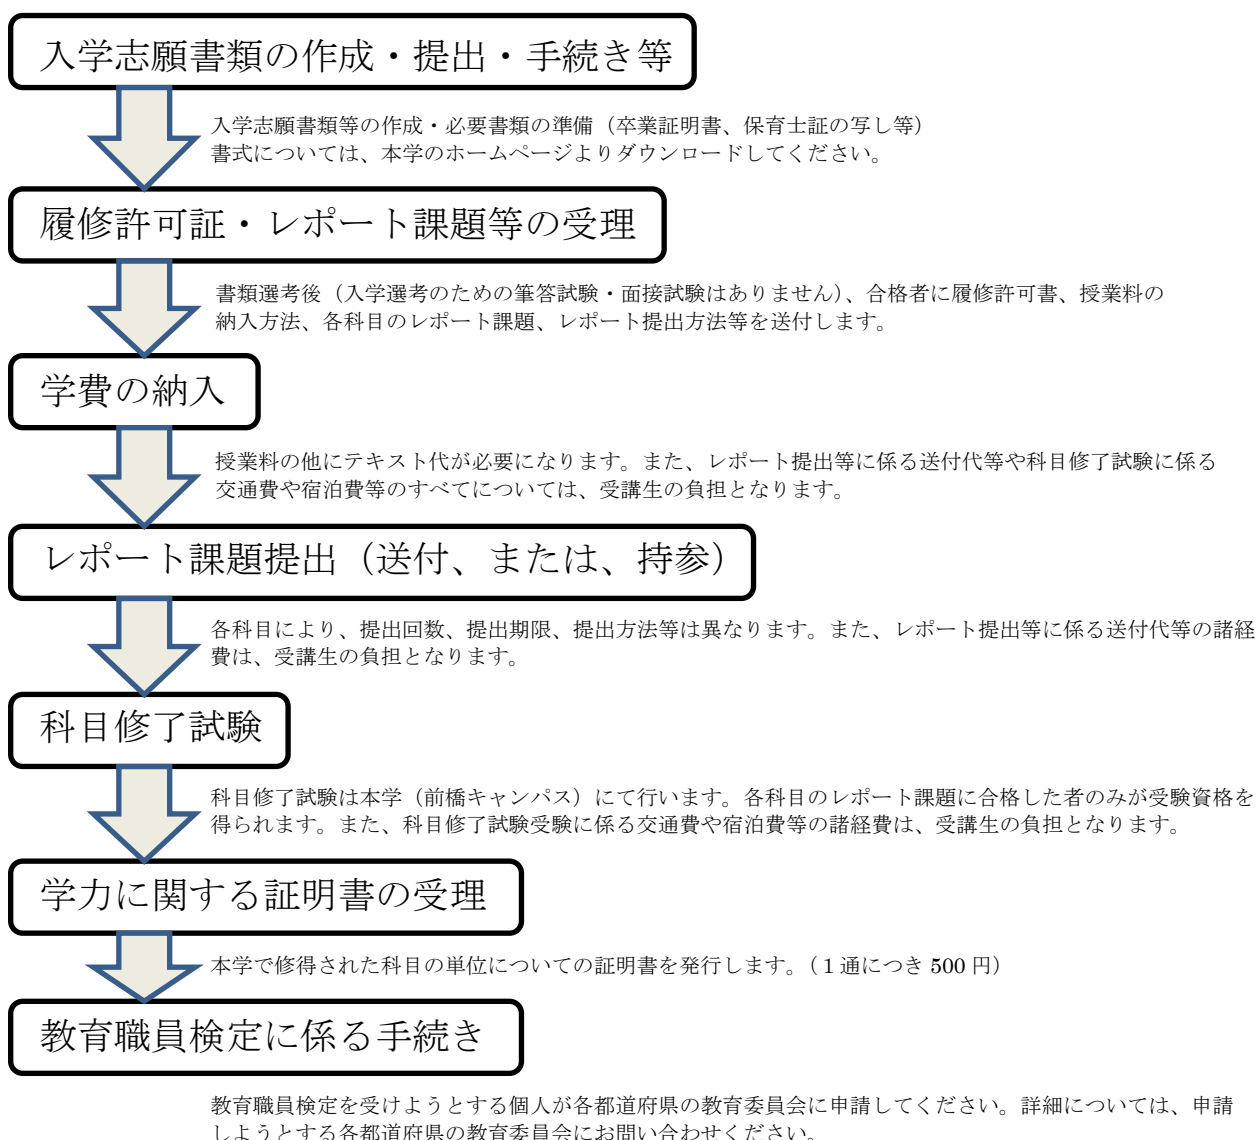 入学志願書類の作成・提出・手続き等
入学志願書類等の作成・必要書類の準備（卒業証明書、保育士証の写し等）
書式については、本学のホームページよりダウンロードしてください。
履修許可証・レポート課題等の受理
書類選考後（入学選考のための筆答試験・面接試験はありません）、合格者に履修許可書、授業料の
納入方法、各科目のレポート課題、レポート提出方法等を送付します。
学費の納入
授業料の他にテキスト代が必要になります。また、レポート提出等に係る送付代等や科目修了試験に係る
交通費や宿泊費等のすべてについては、受講生の負担となります。
レポート課題提出（送付、または、持参）
各科目により、提出回数、提出期限、提出方法等は異なります。また、レポート提出等に係る送付代等の諸経
費は、受講生の負担となります。
科目修了試験
科目修了試験は本学（前橋キャンパス）にて行います。各科目のレポート課題に合格した者のみが受験資格を
得られます。また、科目修了試験受験に係る交通費や宿泊費等の諸経費は、受講生の負担となります。
学力に関する証明書の受理
本学で修得された科目の単位についての証明書を発行します。（１通につき 500 円）
教育職員検定に係る手続き
教育職員検定を受けようとする個人が各都道府県の教育委員会に申請してください。詳細については、申請
しようとする各都道府県の教育委員会にお問い合わせください。